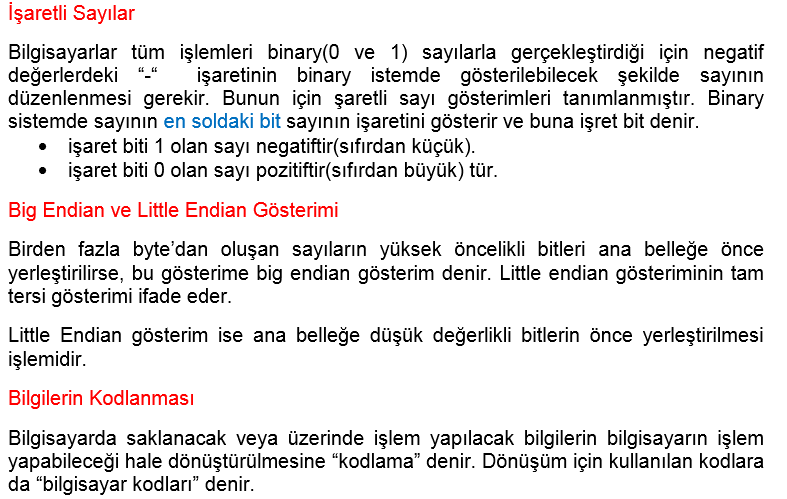 İşaretli Sayılar
Bilgisayarlar tüm işlemleri binary(0 ve 1) sayılarla gerçekleştirdiği için negatif
değerlerdeki “-“ işaretinin binary istemde gösterilebilecek şekilde sayının
düzenlenmesi gerekir. Bunun için şaretli sayı gösterimleri tanımlanmıştır. Binary
sistemde sayının en soldaki bit sayının işaretini gösterir ve buna işret bit denir.
• işaret biti 1 olan sayı negatiftir(sıfırdan küçük).
• işaret biti 0 olan sayı pozitiftir(sıfırdan büyük) tür.
Big Endian ve Little Endian Gösterimi
Birden fazla byte’dan oluşan sayıların yüksek öncelikli bitleri ana belleğe önce
yerleştirilirse, bu gösterime big endian gösterim denir. Little endian gösteriminin tam
tersi gösterimi ifade eder.
Little Endian gösterim ise ana belleğe düşük değerlikli bitlerin önce yerleştirilmesi
işlemidir.
Bilgilerin Kodlanması
Bilgisayarda saklanacak veya üzerinde işlem yapılacak bilgilerin bilgisayarın işlem
yapabileceği hale dönüştürülmesine “kodlama” denir. Dönüşüm için kullanılan kodlara
da “bilgisayar kodları” denir.